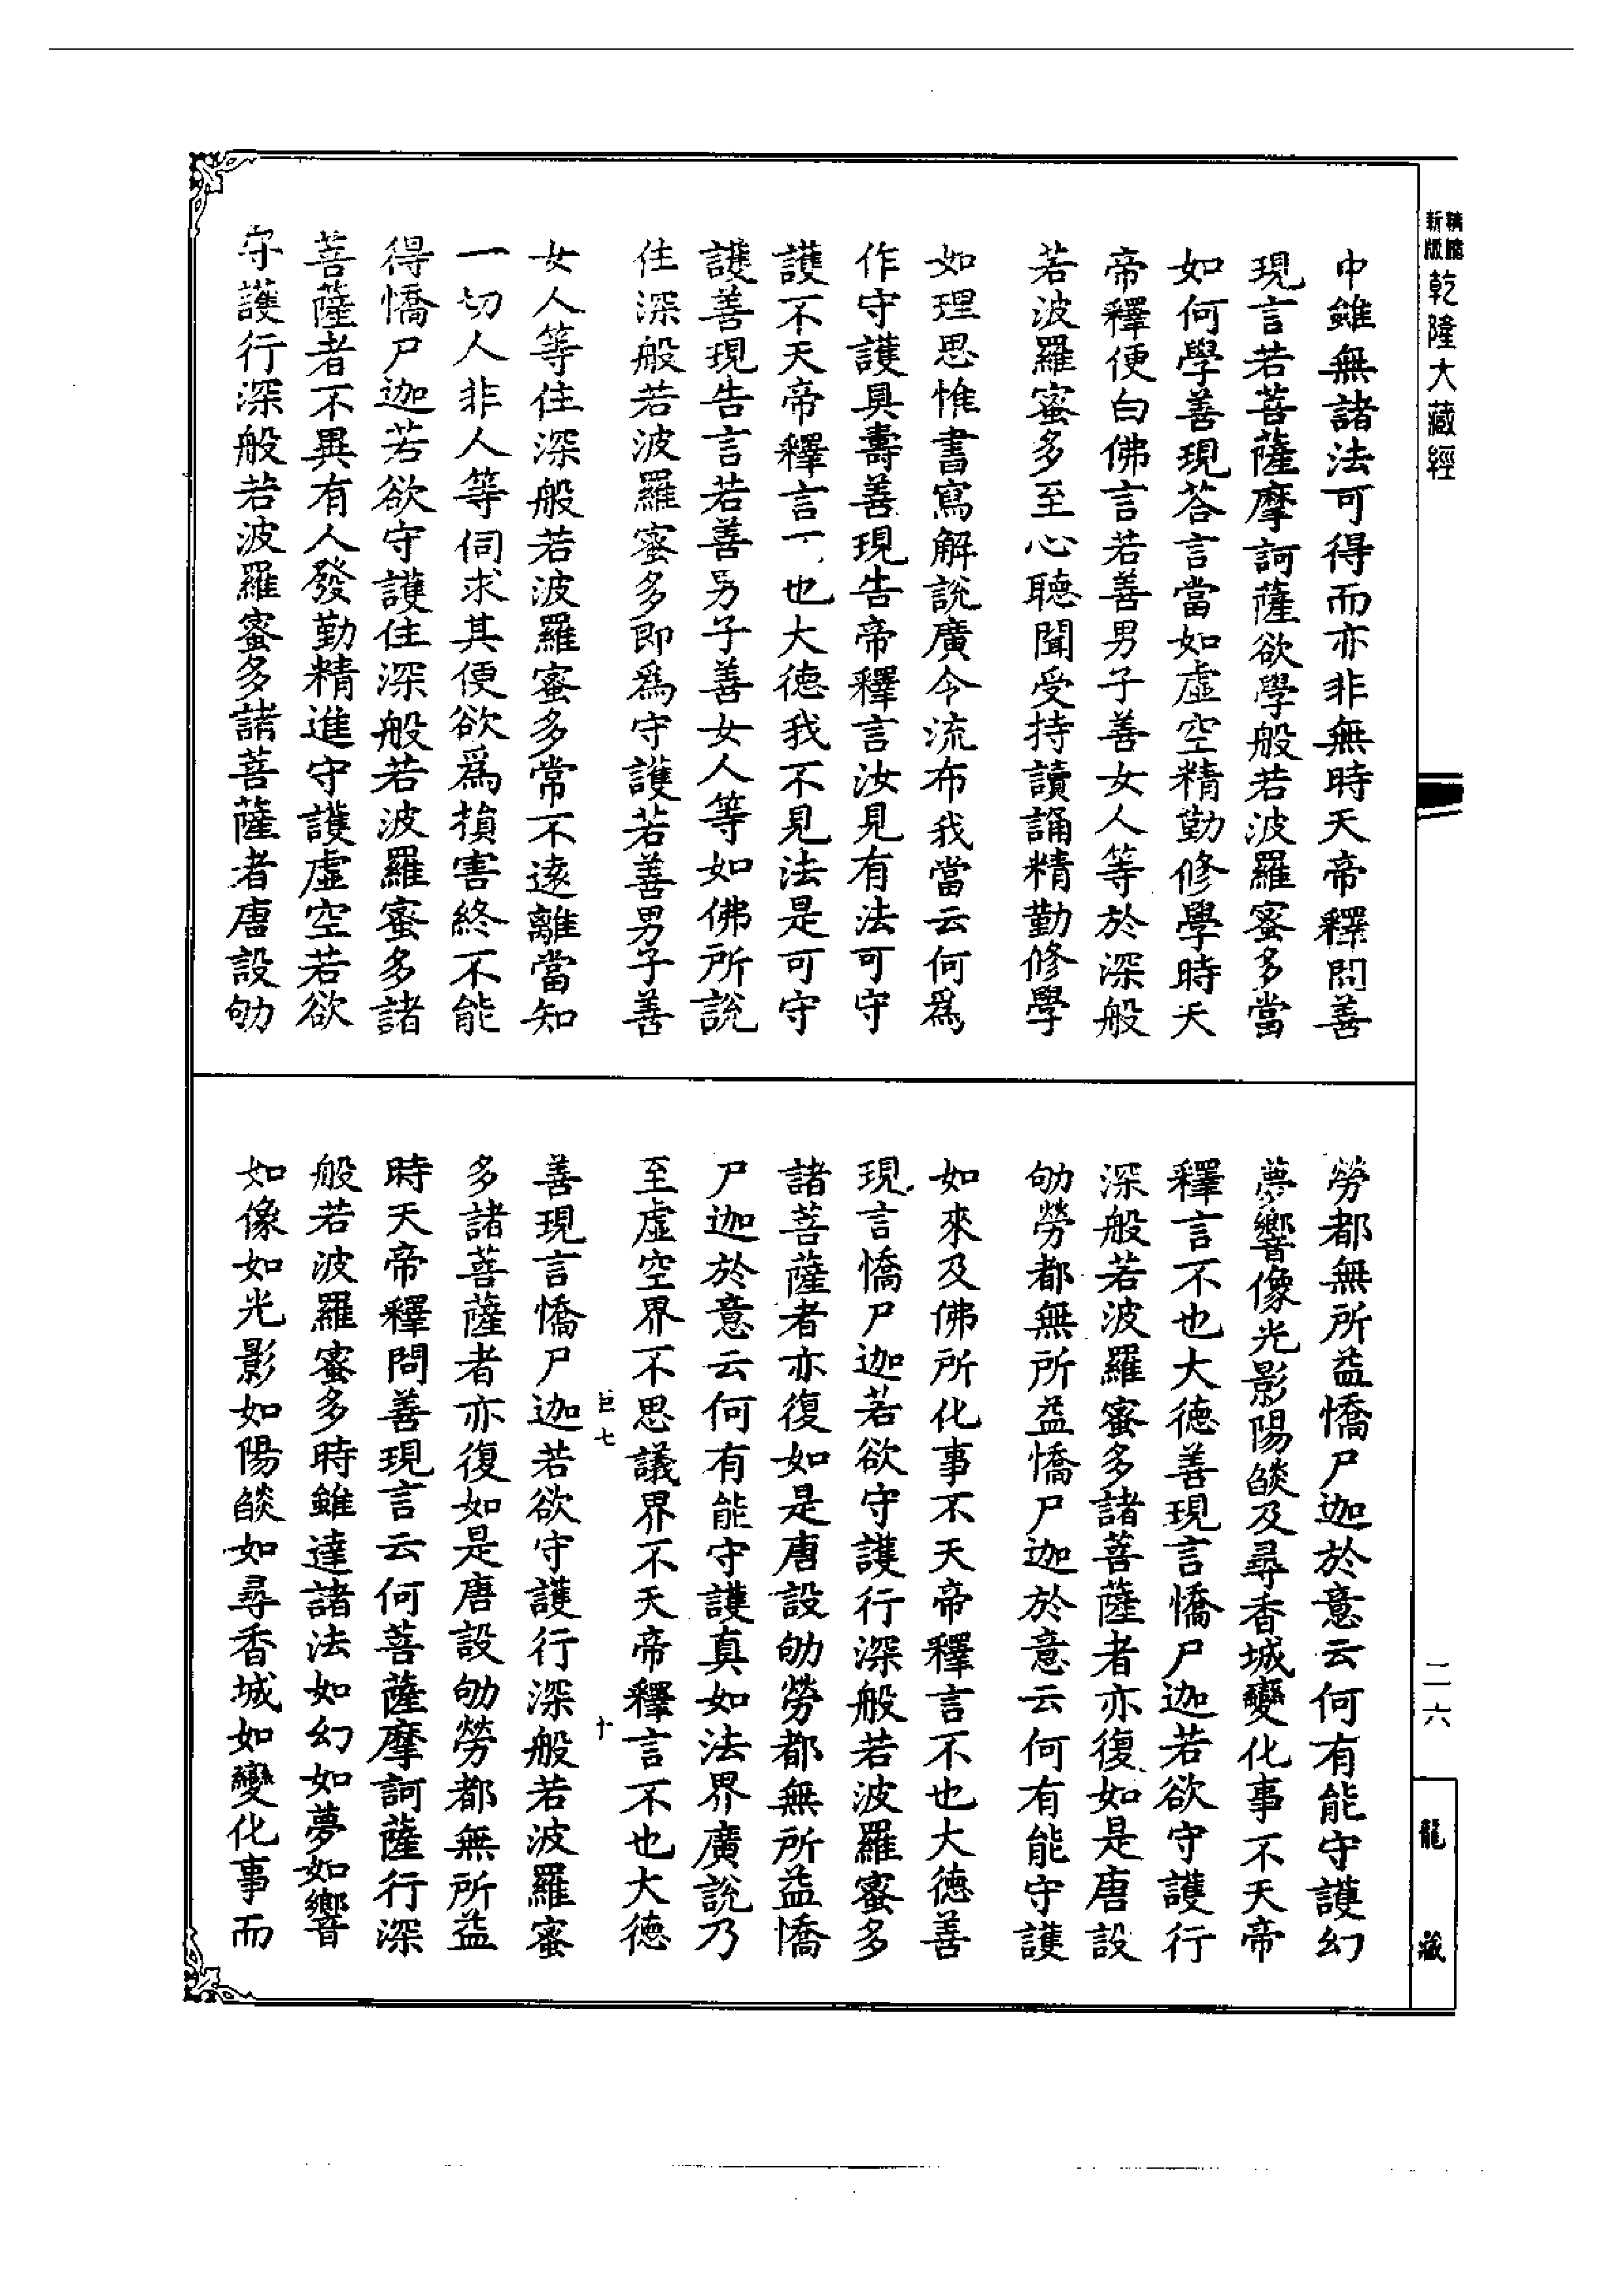 新版
乾隆大藏經
中雖無諸法可得而亦非無時天帝釋問善
現言若菩薩摩訶薩欲學般若波羅蜜多當
如何學善現荅言當如虛空精勤修學時天
帝釋便白佛言若善男子善女人等於深般
若波羅蜜多至心聽聞受持讀誦精勤修學
如理思惟書寫解說廣令流布我當云何爲
作守護具壽善現告帝釋言汝見有法可守
護不天帝釋言不也大德我不見法是可守
護善現告言若善男子善女人等如佛所說
住深般若波羅蜜多即爲守護若善男子善
女人等住深般若波羅蜜多常不遠離當知
一切人非人等伺求其便欲爲損害終不能
得憍尸迦若欲守護住深般若波羅蜜多諸
菩薩者不異有人發勤精進守護虛空若欲
守護行深般若波羅蜜多諸菩薩者唐設劬
勞都無所益憍尸迦於意云何有能守護幻
夢響像光影陽燄及尋香城變化事不天帝
釋言不也大德善現言憍尸迦若欲守護行
深般若波羅蜜多諸菩薩者亦復如是唐設
劬勞都無所益憍尸迦於意云何有能守護
如來及佛所化事不天帝釋言不也大德善
現言憍尸迦若欲守護行深般若波羅蜜多
諸菩薩者亦復如是唐設劬勞都無所益憍
尸迦於意云何有能守護真如法界廣說乃
至虛空界不思議界不天帝釋言不也大德
巨七 十
善現言憍尸迦若欲守護行深般若波羅蜜
多諸菩薩者亦復如是唐設劬勞都無所益
時天帝釋問善現言云何菩薩摩訶薩行深
般若波羅蜜多時雖達諸法如幻如夢如響
如像如光影如陽燄如尋香城如變化事而
二六
龍藏